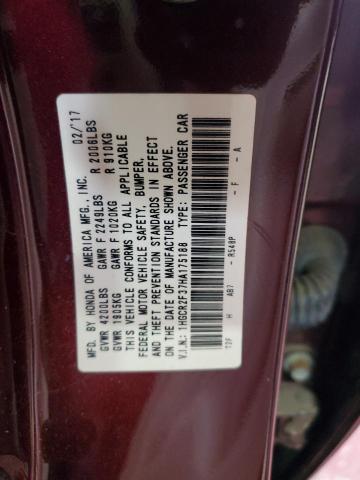 MFD. BY HONDA OF AMERICA MFG., INC. 02/'17
GVWR 4200LBS GAWR F 2249LBS R 2006LBS
GVWR 1905KG GAWR F 1020KG R 910KG
THIS VEHICLE CONFORMS TO ALL APPLICABLE
FEDERAL MOTOR VEHICLE SAFETY, BUMPER,
AND THEFT PREVENTION STANDARDS IN EFFECT
ON THE DATE OF MANUFACTURE SHOWN ABOVE.
V.I.N.: 1HGCR2F37HA175188 TYPE: PASSENGER CAR
T2F H AB7 - R548P - F - A